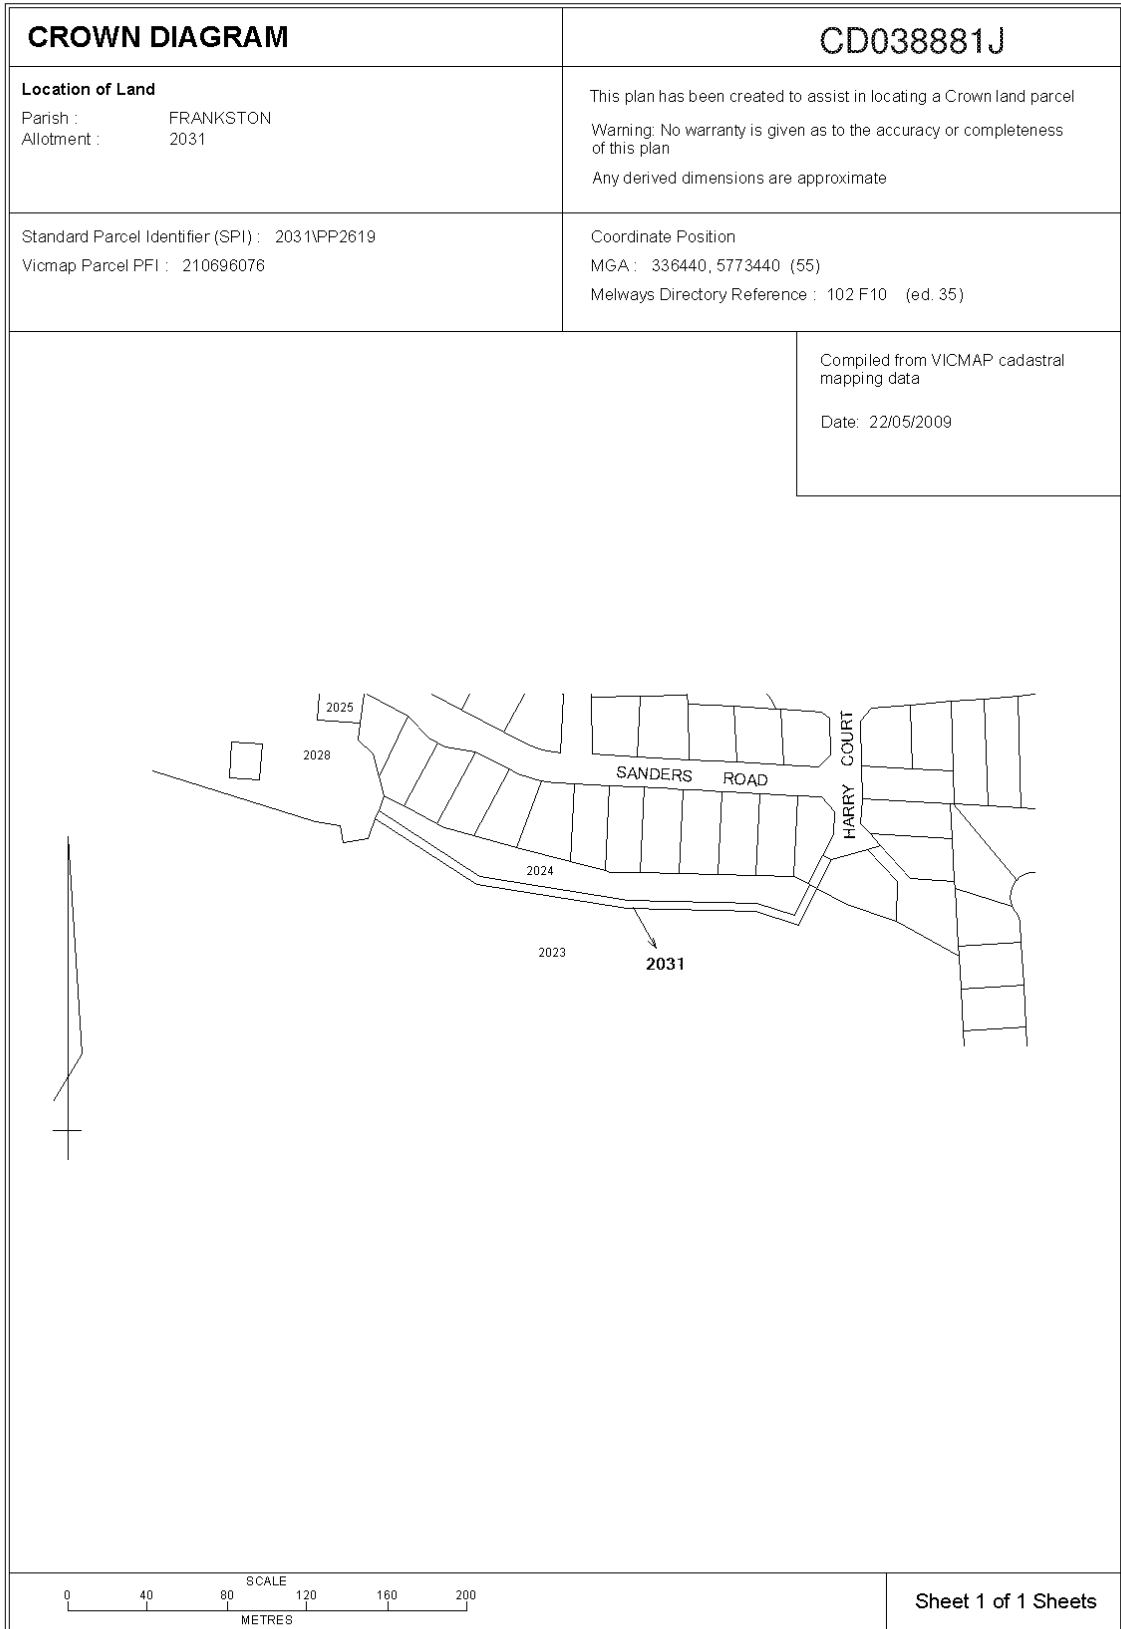 CROWN DIAGRAM
CD038881J
Location of Land
Parish : FRANKSTON
Allotment : 2031
This plan has been created to assist in locating a Crown land parcel
Warning: No warranty is given as to the accuracy or completeness
of this plan
Any derived dimensions are approximate
Standard Parcel Identifier (SPI) : 2031\PP2619
Vicmap Parcel PFI : 210696076
Coordinate Position
MGA : 336440, 5773440 (55)
Melways Directory Reference : 102 F10 (ed. 35)
Compiled from VICMAP cadastral
mapping data
Date: 22/05/2009
2025
2028
SANDERS ROAD
HARRY COURT
2024
2023
2031
SCALE
0 40 80 120 160 200
METRES
Sheet 1 of 1 Sheets